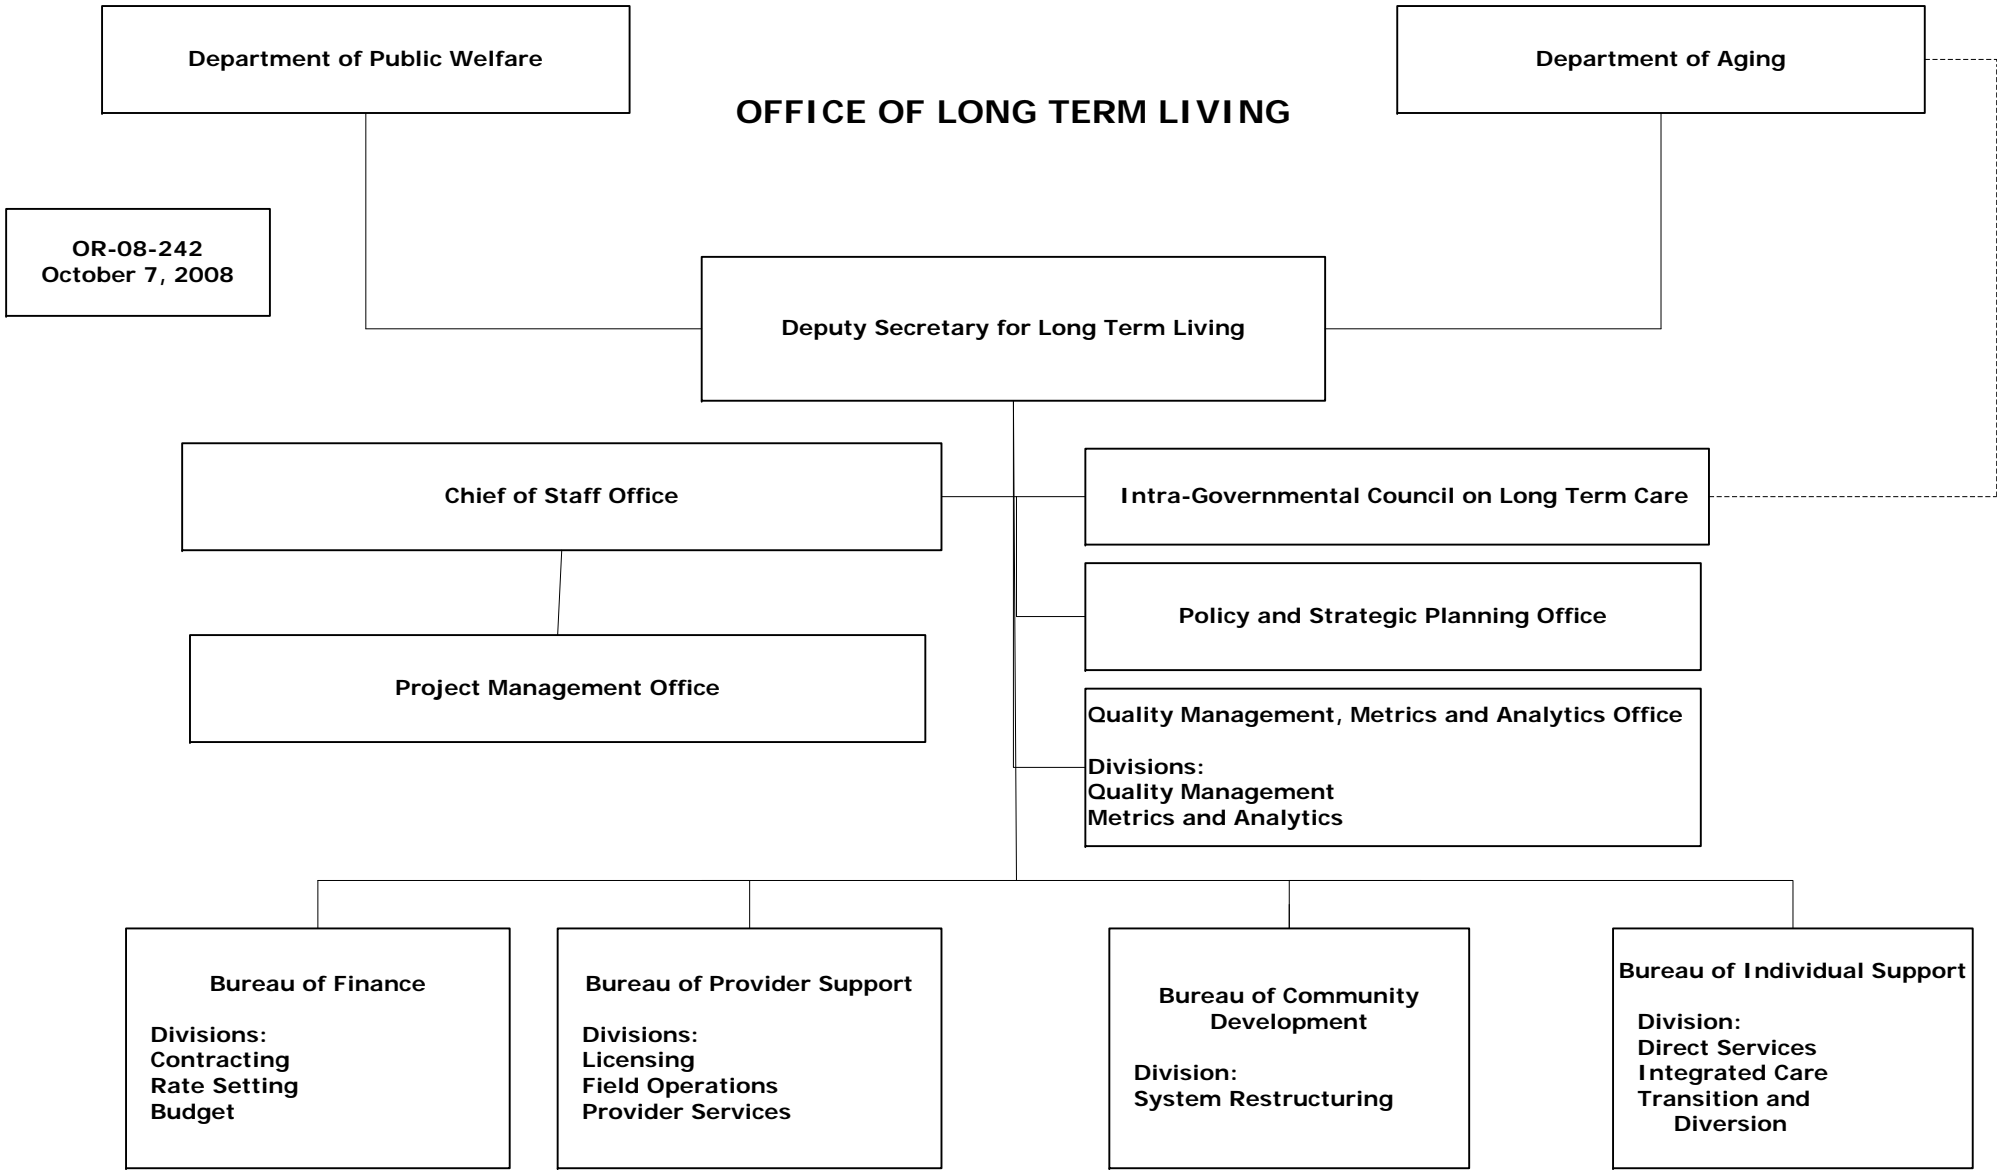 Department of Public Welfare
Department of Aging
OFFICE OF LONG TERM LIVING
OR-08-242
October 7, 2008
Deputy Secretary for Long Term Living
Chief of Staff Office
Intra-Governmental Council on Long Term Care
Policy and Strategic Planning Office
Project Management Office
Quality Management, Metrics and Analytics Office
Divisions:
Quality Management
Metrics and Analytics
Bureau of Finance
Divisions:
Contracting
Rate Setting
Budget
Bureau of Provider Support
Divisions:
Licensing
Field Operations
Provider Services
Bureau of Community
Development
Division:
System Restructuring
Bureau of Individual Support
Division:
Direct Services
Integrated Care
Transition and
Diversion